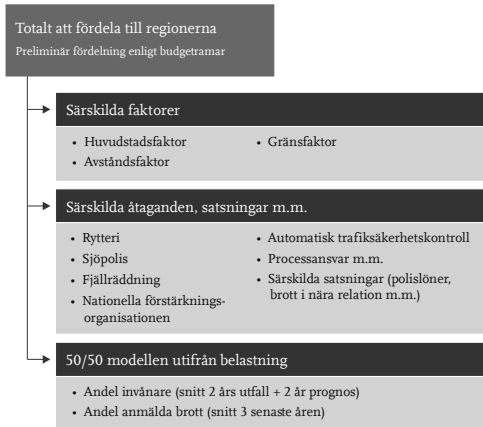 Totalt att fördela till regionerna
Preliminär fördelning enligt budgetramar
Särskilda faktorer
• Huvudstadsfaktor
• Avståndsfaktor
• Gränsfaktor
Särskilda åtaganden, satsningar m.m.
• Rytteri
• Sjöpolis
• Fjällräddning
• Nationella förstärknings-
organisationen
• Automatisk trafiksäkerhetskontroll
• Processansvar m.m.
• Särskilda satsningar (polislöner,
brott i nära relation m.m.)
50/50 modellen utifrån belastning
• Andel invånare (snitt 2 års utfall + 2 år prognos)
• Andel anmälda brott (snitt 3 senaste åren)